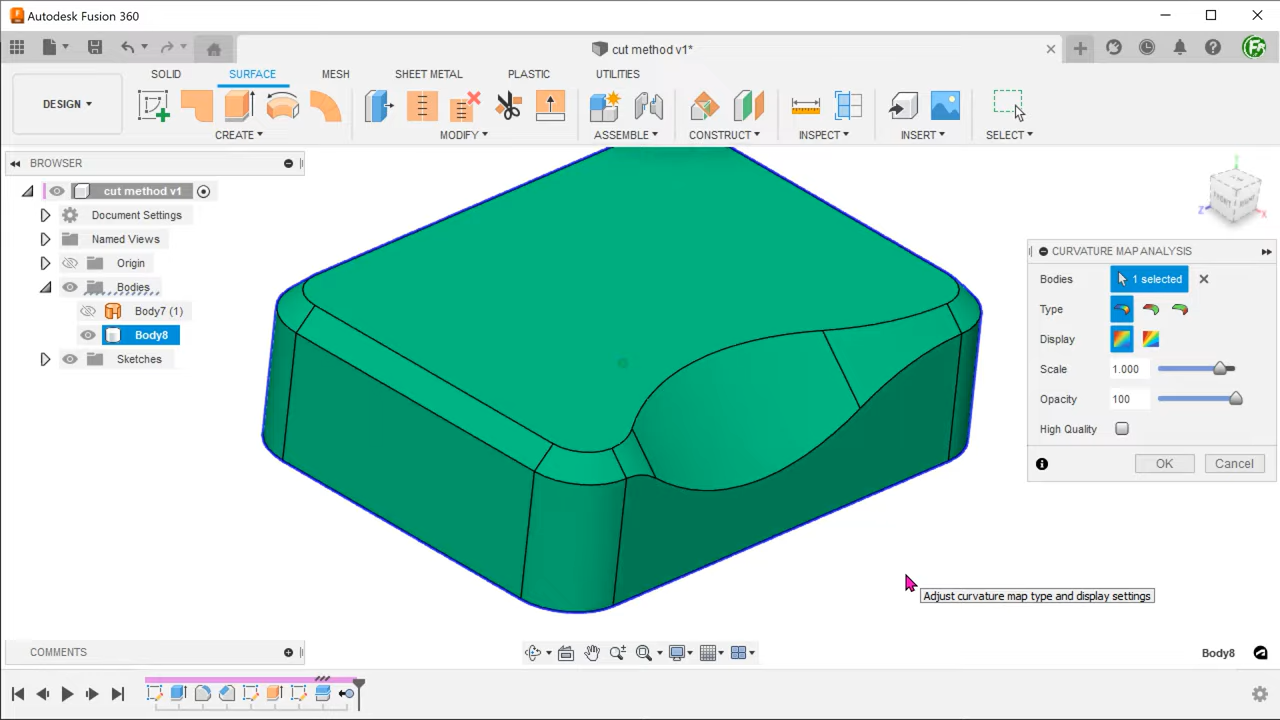 Autodesk Fusion 360
cut method v1*
SOLID SURFACE MESH SHEET METAL PLASTIC UTILITIES
DESIGN
CREATE MODIFY ASSEMBLE CONSTRUCT INSPECT INSERT SELECT
BROWSER
cut method v1
Document Settings
Named Views
Origin
Bodies
Body7 (1)
Body8
Sketches
CURVATURE MAP ANALYSIS
Bodies 1 selected
Type
Display
Scale 1.000
Opacity 100
High Quality
OK Cancel
Adjust curvature map type and display settings
COMMENTS
Body8